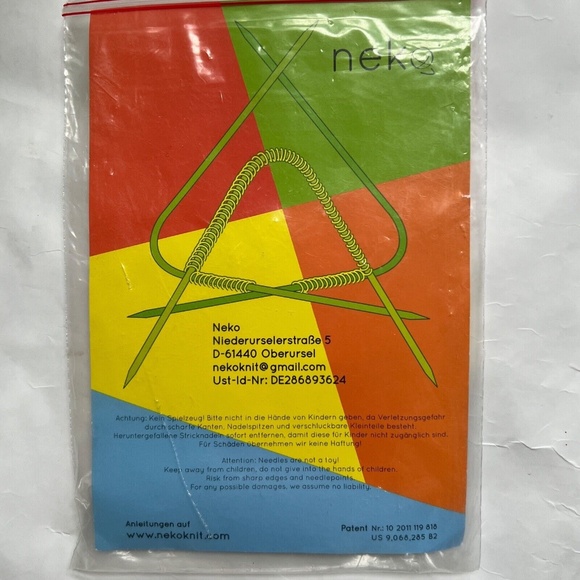 neko
Neko
Niederurselerstraße 5
D-61440 Oberursel
nekoknit@gmail.com
Ust-Id-Nr: DE286893624
Achtung: Kein Spielzeug! Bitte nicht in die Hände von Kindern geben, da Verletzungsgefahr
durch scharfe Kanten, Nadelspitzen und verschluckbare Kleinteile besteht.
Heruntergefallene Stricknadeln sofort entfernen, damit diese für Kinder nicht zugänglich sind.
Für Schäden übernehmen wir keine Haftung!
Attention: Needles are not a toy!
Keep away from children, do not give into the hands of children.
Risk from sharp edges and needlepoints.
For any possible damages, we assume no liability.
Anleitungen auf
www.nekoknit.com
Patent Nr.: 10 2011 119 818
US 9,068,285 B2